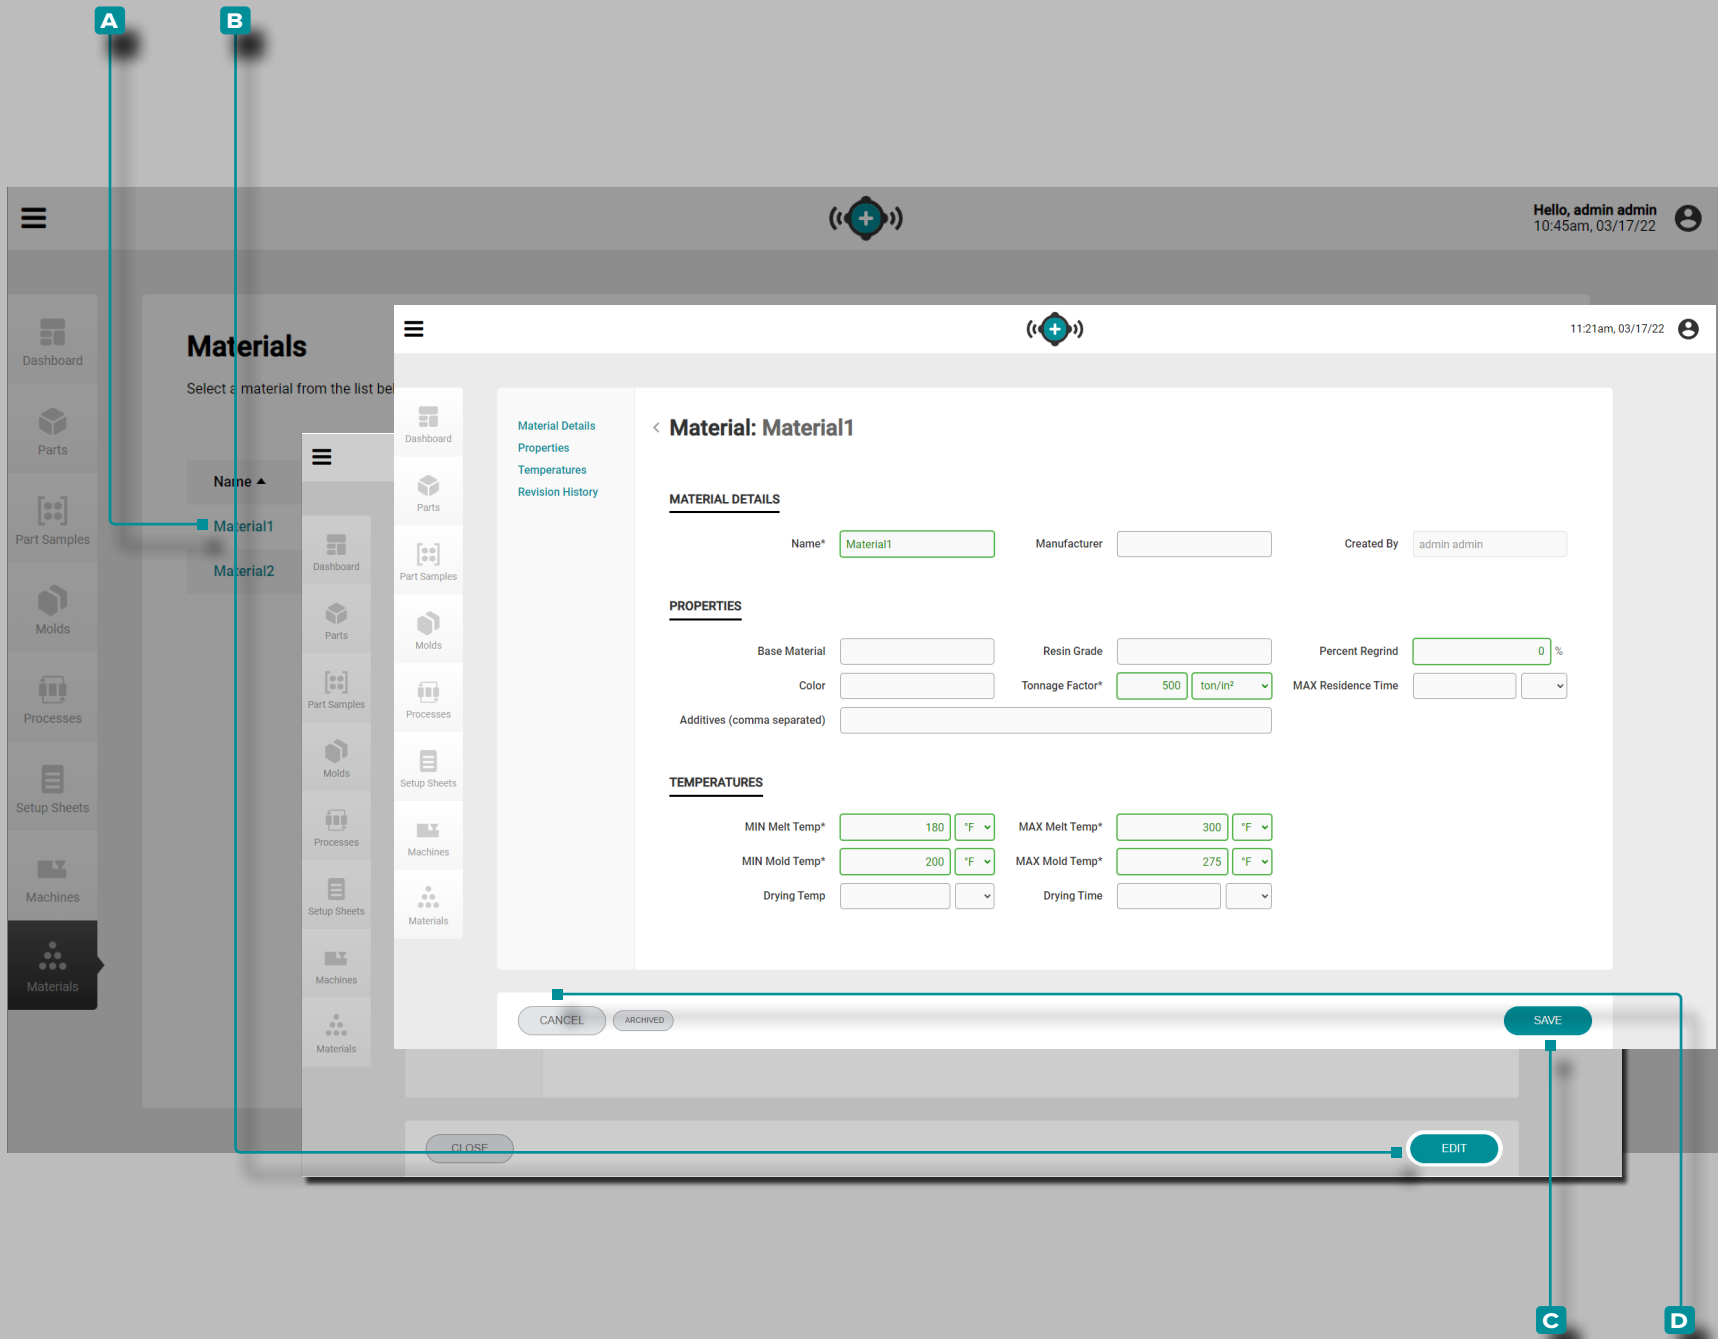 A
B
Hello, admin admin
10:45am, 03/17/22
Dashboard
Parts
Part Samples
Molds
Processes
Setup Sheets
Machines
Materials
Materials
Select a material from the list bel
Name
Material1
Material2
Dashboard
Parts
Part Samples
Molds
Processes
Setup Sheets
Machines
Materials
CLOSE
EDIT
11:21am, 03/17/22
Dashboard
Parts
Part Samples
Molds
Processes
Setup Sheets
Machines
Materials
Material Details
Properties
Temperatures
Revision History
< Material: Material1
MATERIAL DETAILS
Name* Material1 Manufacturer Created By admin admin
PROPERTIES
Base Material Resin Grade Percent Regrind 0 %
Color Tonnage Factor* 500 ton/in² MAX Residence Time
Additives (comma separated)
TEMPERATURES
MIN Melt Temp* 180 °F MAX Melt Temp* 300 °F
MIN Mold Temp* 200 °F MAX Mold Temp* 275 °F
Drying Temp Drying Time
CANCEL ARCHIVED SAVE
C
D